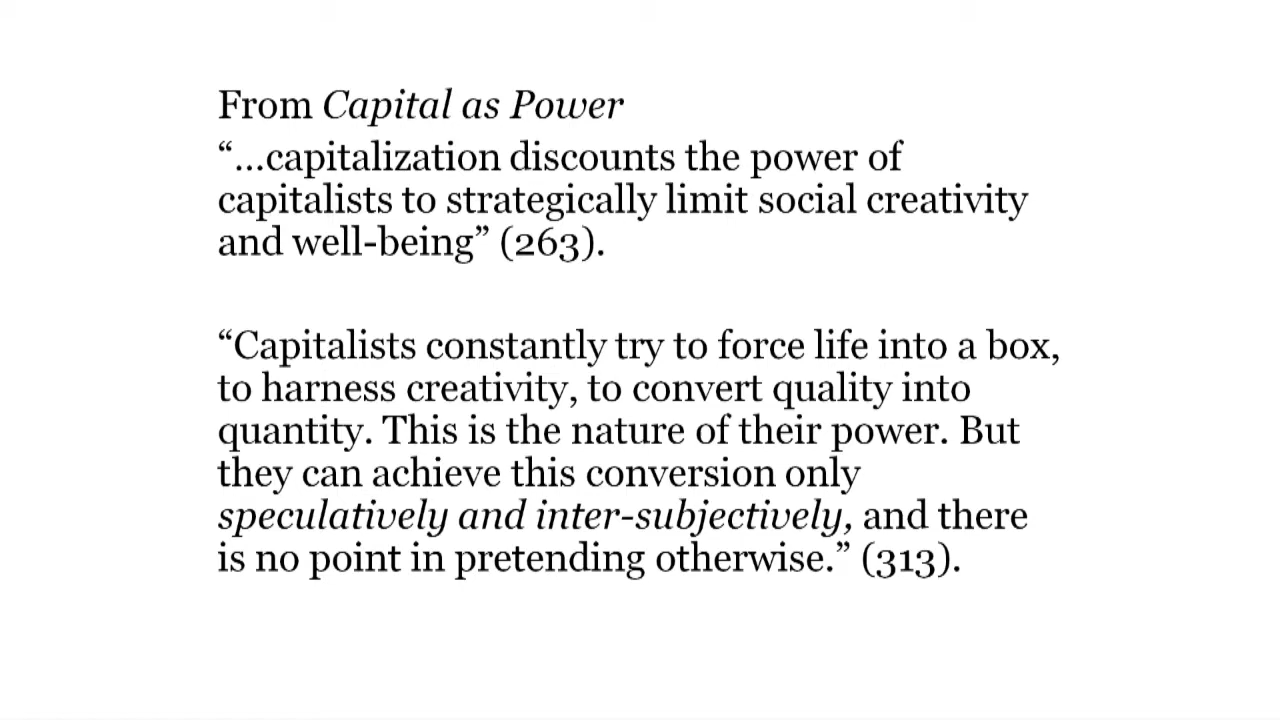 From Capital as Power
“…capitalization discounts the power of
capitalists to strategically limit social creativity
and well-being” (263).
“Capitalists constantly try to force life into a box,
to harness creativity, to convert quality into
quantity. This is the nature of their power. But
they can achieve this conversion only
speculatively and inter-subjectively, and there
is no point in pretending otherwise.” (313).